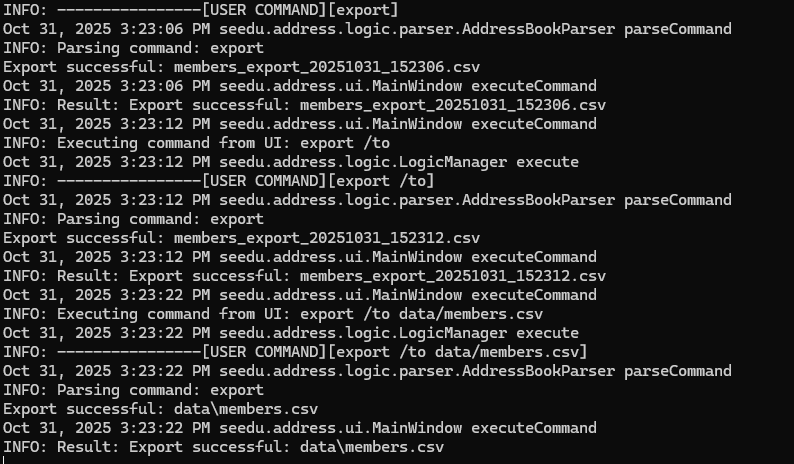 INFO: ----------------[USER COMMAND][export]
Oct 31, 2025 3:23:06 PM seedu.address.logic.parser.AddressBookParser parseCommand
INFO: Parsing command: export
Export successful: members_export_20251031_152306.csv
Oct 31, 2025 3:23:06 PM seedu.address.ui.MainWindow executeCommand
INFO: Result: Export successful: members_export_20251031_152306.csv
Oct 31, 2025 3:23:12 PM seedu.address.ui.MainWindow executeCommand
INFO: Executing command from UI: export /to
Oct 31, 2025 3:23:12 PM seedu.address.logic.LogicManager execute
INFO: ----------------[USER COMMAND][export /to]
Oct 31, 2025 3:23:12 PM seedu.address.logic.parser.AddressBookParser parseCommand
INFO: Parsing command: export
Export successful: members_export_20251031_152312.csv
Oct 31, 2025 3:23:12 PM seedu.address.ui.MainWindow executeCommand
INFO: Result: Export successful: members_export_20251031_152312.csv
Oct 31, 2025 3:23:22 PM seedu.address.ui.MainWindow executeCommand
INFO: Executing command from UI: export /to data/members.csv
Oct 31, 2025 3:23:22 PM seedu.address.logic.LogicManager execute
INFO: ----------------[USER COMMAND][export /to data/members.csv]
Oct 31, 2025 3:23:22 PM seedu.address.logic.parser.AddressBookParser parseCommand
INFO: Parsing command: export
Export successful: data\members.csv
Oct 31, 2025 3:23:22 PM seedu.address.ui.MainWindow executeCommand
INFO: Result: Export successful: data\members.csv